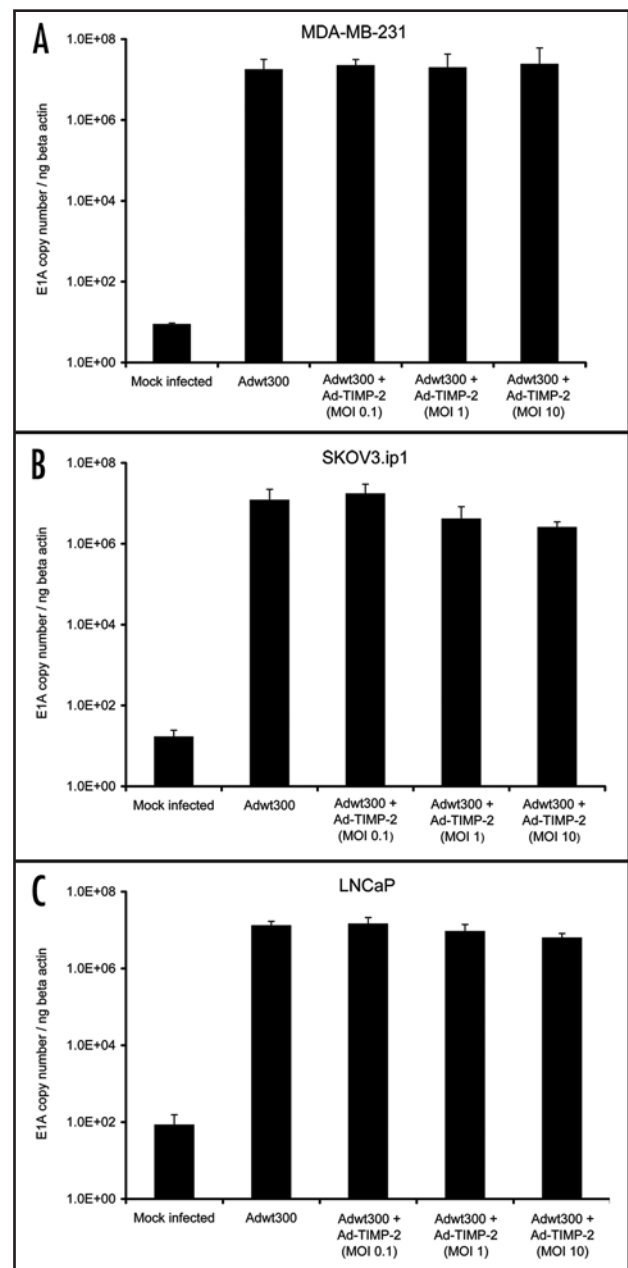 A
MDA-MB-231
E1A copy number / ng beta actin
1.0E+08
1.0E+06
1.0E+04
1.0E+02
1.0E+00
Mock infected
Adwt300
Adwt300 +
Ad-TIMP-2
(MOI 0.1)
Adwt300 +
Ad-TIMP-2
(MOI 1)
Adwt300 +
Ad-TIMP-2
(MOI 10)
B
SKOV3.ip1
E1A copy number / ng beta actin
1.0E+08
1.0E+06
1.0E+04
1.0E+02
1.0E+00
Mock infected
Adwt300
Adwt300 +
Ad-TIMP-2
(MOI 0.1)
Adwt300 +
Ad-TIMP-2
(MOI 1)
Adwt300 +
Ad-TIMP-2
(MOI 10)
C
LNCaP
E1A copy number / ng beta actin
1.0E+08
1.0E+06
1.0E+04
1.0E+02
1.0E+00
Mock infected
Adwt300
Adwt300 +
Ad-TIMP-2
(MOI 0.1)
Adwt300 +
Ad-TIMP-2
(MOI 1)
Adwt300 +
Ad-TIMP-2
(MOI 10)